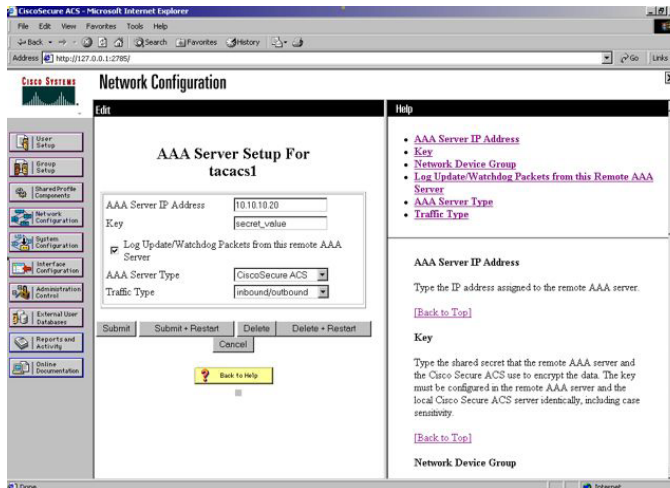 CiscoSecure ACS - Microsoft Internet Explorer
File Edit View Favorites Tools Help
Back Search Favorites History
Address http://127.0.0.1:2785/ Go Links
CISCO SYSTEMS
Network Configuration
User Setup
Group Setup
Shared Profile Components
Network Configuration
System Configuration
Interface Configuration
Administration Control
External User Databases
Reports and Activity
Online Documentation
Edit
AAA Server Setup For
tacacs1
AAA Server IP Address 10.10.10.20
Key secret_value
Log Update/Watchdog Packets from this remote AAA
Server
AAA Server Type CiscoSecure ACS
Traffic Type inbound/outbound
Submit Submit + Restart Delete Delete + Restart
Cancel
Back to Help
Help
AAA Server IP Address
Key
Network Device Group
Log Update/Watchdog Packets from this Remote AAA
Server
AAA Server Type
Traffic Type
AAA Server IP Address
Type the IP address assigned to the remote AAA server.
[Back to Top]
Key
Type the shared secret that the remote AAA server and
the Cisco Secure ACS use to encrypt the data. The key
must be configured in the remote AAA server and the
local Cisco Secure ACS server identically, including case
sensitivity.
[Back to Top]
Network Device Group
Done Internet